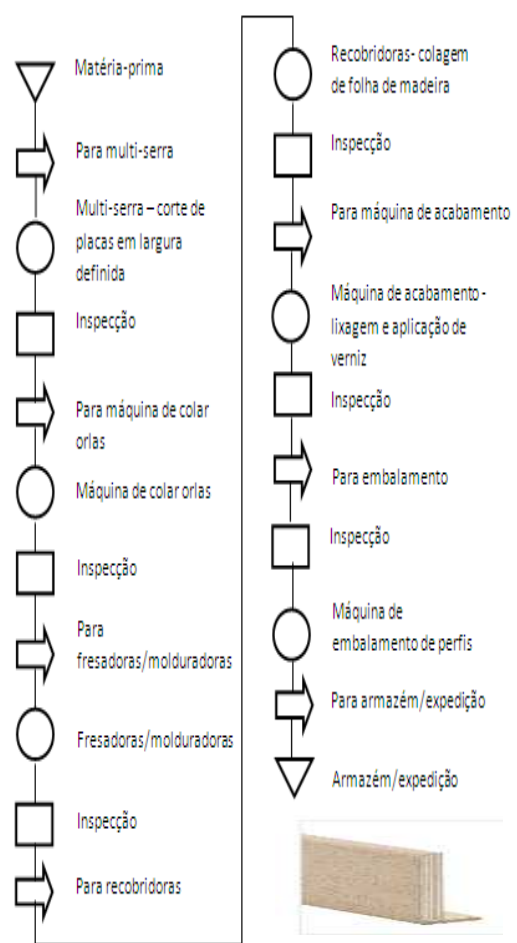 Matéria-prima
Para multi-serra
Multi-serra – corte de
placas em largura
definida
Inspecção
Para máquina de colar
orlas
Máquina de colar orlas
Inspecção
Para
fresadoras/molduradoras
Fresadoras/molduradoras
Inspecção
Para recobridoras
Recobridoras- colagem
de folha de madeira
Inspecção
Para máquina de acabamento
Máquina de acabamento -
lixagem e aplicação de
verniz
Inspecção
Para embalamento
Inspecção
Máquina de
embalamento de perfis
Para armazém/expedição
Armazém/expedição